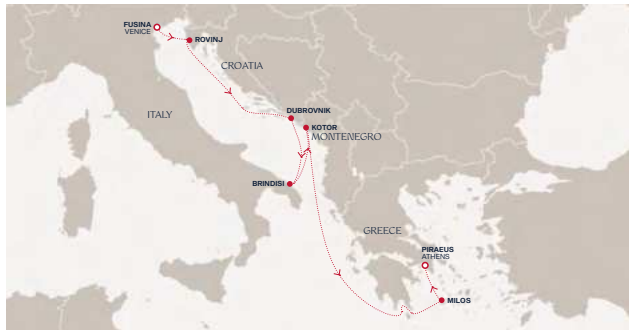 FUSINA
VENICE
ROVINJ
CROATIA
ITALY
DUBROVNIK
KOTOR
MONTENEGRO
BRINDISI
GREECE
PIRAEUS
ATHENS
MILOS